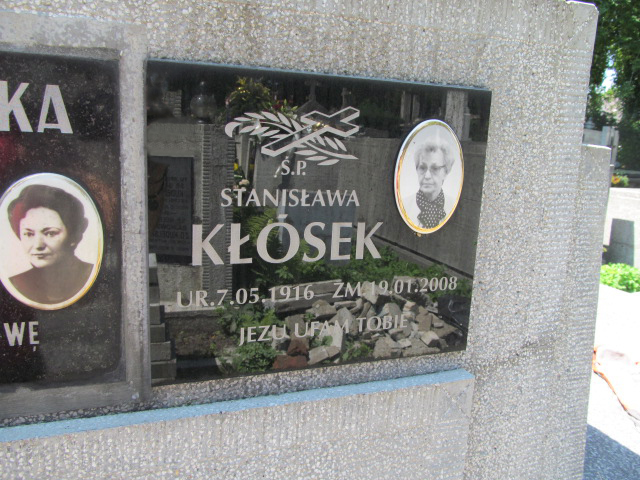 KA
WĘ
Ś.P.
STANISŁAWA
KŁÓSEK
UR.7.05.1916 ZM.19.01.2008
JEZU UFAM TOBIE